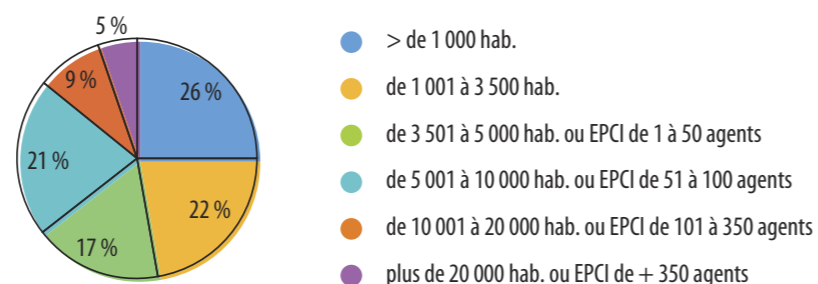 5 %
9 %
26 %
21 %
22 %
17 %
> de 1 000 hab.
de 1 001 à 3 500 hab.
de 3 501 à 5 000 hab. ou EPCI de 1 à 50 agents
de 5 001 à 10 000 hab. ou EPCI de 51 à 100 agents
de 10 001 à 20 000 hab. ou EPCI de 101 à 350 agents
plus de 20 000 hab. ou EPCI de + 350 agents